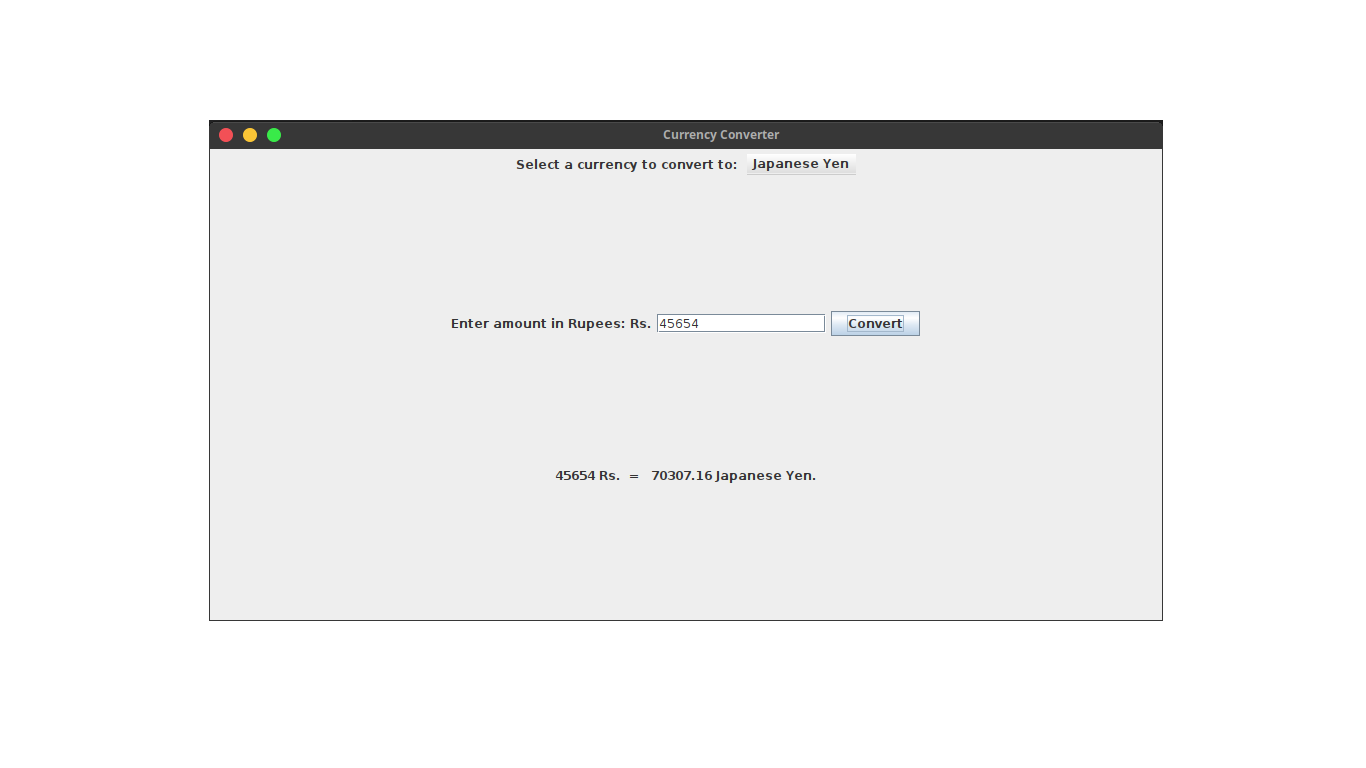 Currency Converter
Select a currency to convert to: Japanese Yen
Enter amount in Rupees: Rs. 45654 Convert
45654 Rs. = 70307.16 Japanese Yen.